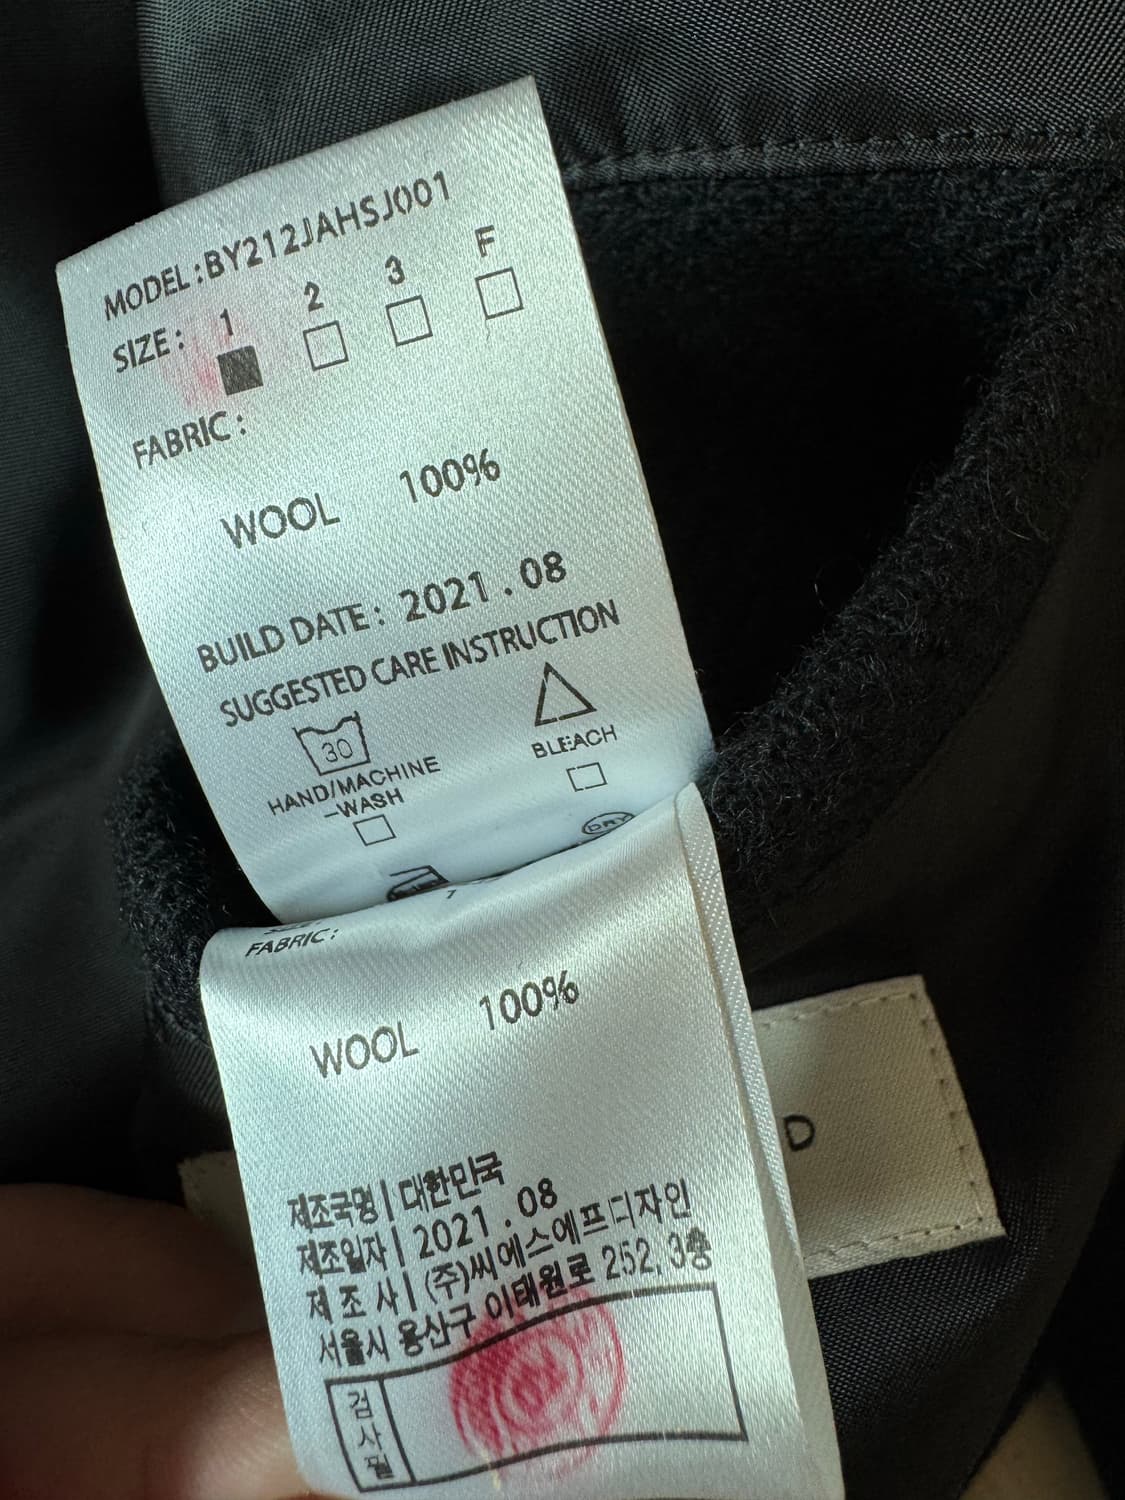 MODEL : BY212JAHSJ001
SIZE : 1 2 3 F
FABRIC :
WOOL 100%
BUILD DATE : 2021 . 08
SUGGESTED CARE INSTRUCTION
30
HAND/MACHINE
-WASH
BLEACH
DRY
FABRIC :
WOOL 100%
제조국명 | 대한민국
제조일자 | 2021 . 08
제 조 사 | (주)씨에스에프디자인
서울시 용산구 이태원로 252, 3층
검사필
D